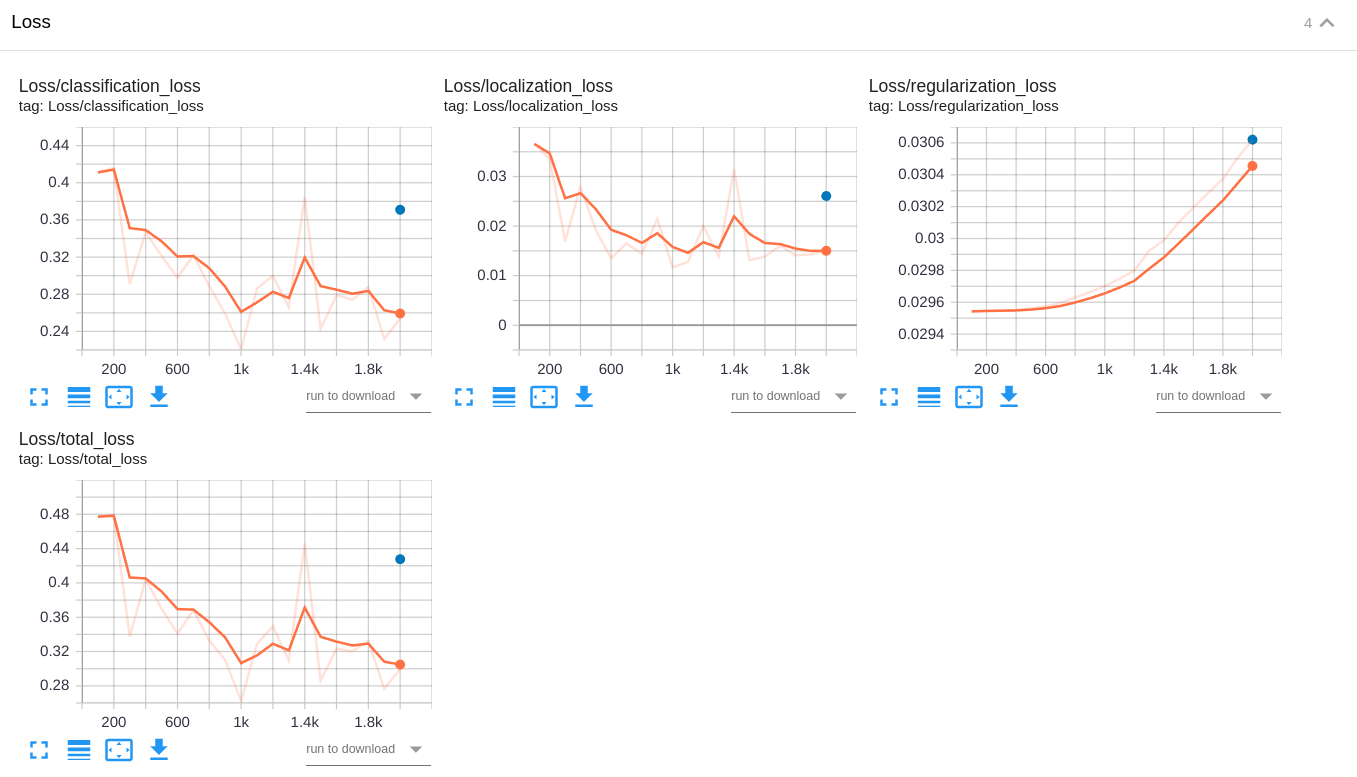 Loss
4
Loss/classification_loss
tag: Loss/classification_loss
0.44
0.4
0.36
0.32
0.28
0.24
200 600 1k 1.4k 1.8k
run to download
Loss/localization_loss
tag: Loss/localization_loss
0.03
0.02
0.01
0
200 600 1k 1.4k 1.8k
run to download
Loss/regularization_loss
tag: Loss/regularization_loss
0.0306
0.0304
0.0302
0.03
0.0298
0.0296
0.0294
200 600 1k 1.4k 1.8k
run to download
Loss/total_loss
tag: Loss/total_loss
0.48
0.44
0.4
0.36
0.32
0.28
200 600 1k 1.4k 1.8k
run to download